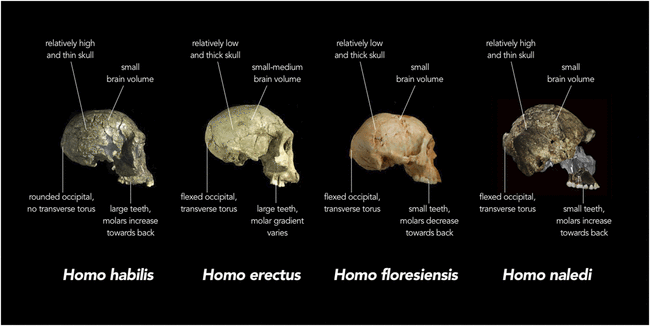 relatively high
and thin skull
small
brain volume
rounded occipital,
no transverse torus
large teeth,
molars increase
towards back
Homo habilis
relatively low
and thick skull
small-medium
brain volume
flexed occipital,
transverse torus
large teeth,
molar gradient
varies
Homo erectus
relatively low
and thick skull
small
brain volume
flexed occipital,
transverse torus
small teeth,
molars decrease
towards back
Homo floresiensis
relatively high
and thin skull
small
brain volume
flexed occipital,
transverse torus
small teeth,
molars increase
towards back
Homo naledi